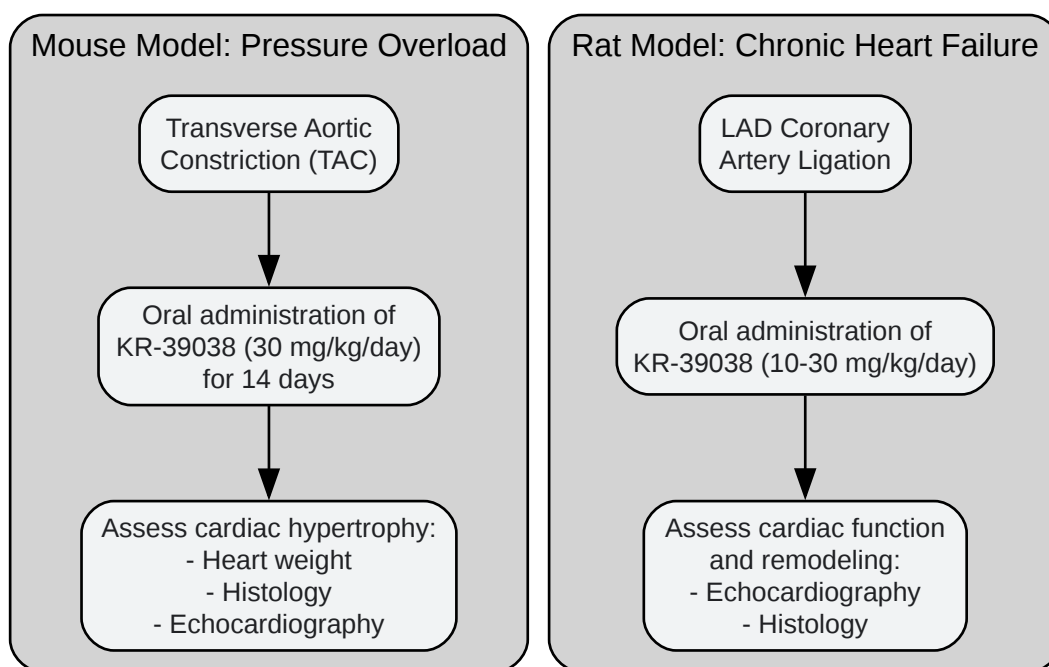 Mouse Model: Pressure Overload
Transverse Aortic
Constriction (TAC)
Oral administration of
KR-39038 (30 mg/kg/day)
for 14 days
Assess cardiac hypertrophy:
- Heart weight
- Histology
- Echocardiography
Rat Model: Chronic Heart Failure
LAD Coronary
Artery Ligation
Oral administration of
KR-39038 (10-30 mg/kg/day)
Assess cardiac function
and remodeling:
- Echocardiography
- Histology